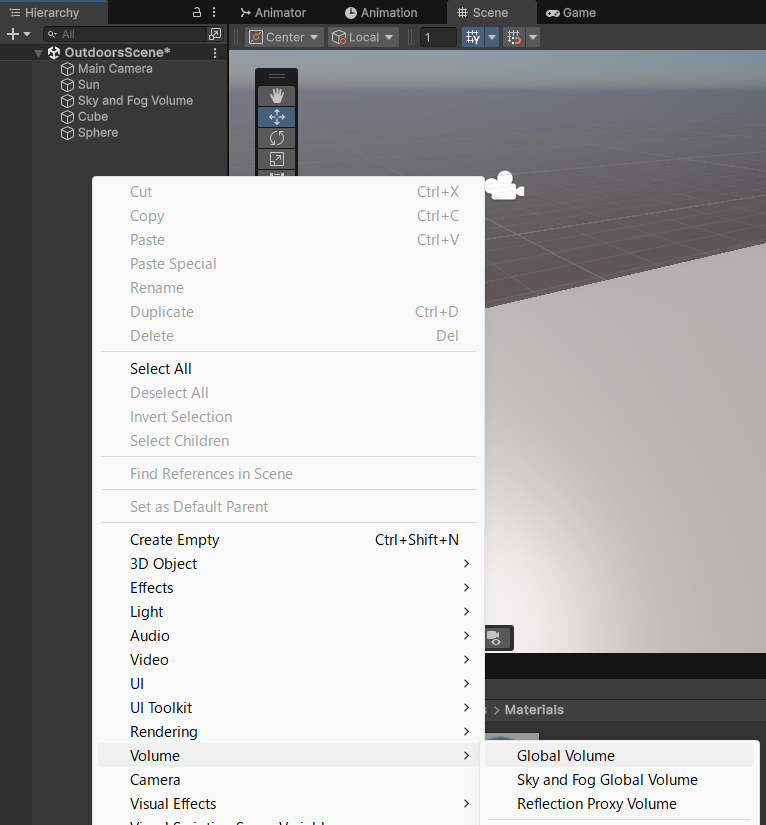 Hierarchy
Animator
Animation
Scene
Game
All
Center
Local
1
OutdoorsScene*
Main Camera
Sun
Sky and Fog Volume
Cube
Sphere
Cut Ctrl+X
Copy Ctrl+C
Paste Ctrl+V
Paste Special
Rename
Duplicate Ctrl+D
Delete Del
Select All
Deselect All
Invert Selection
Select Children
Find References in Scene
Set as Default Parent
Create Empty Ctrl+Shift+N
3D Object
Effects
Light
Audio
Video
UI
UI Toolkit
Rendering
Volume
Camera
Visual Effects
Materials
Global Volume
Sky and Fog Global Volume
Reflection Proxy Volume